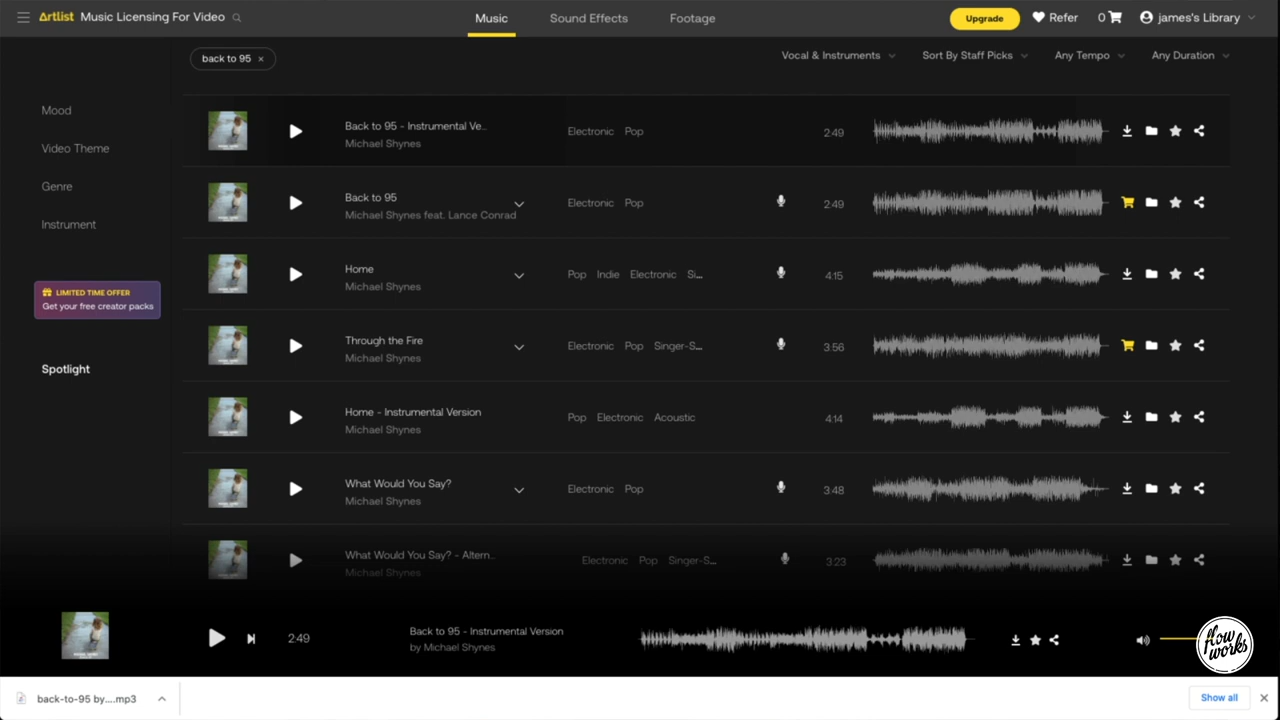 Artlist Music Licensing For Video
Music
Sound Effects
Footage
Upgrade
Refer
0
james's Library
back to 95 ×
Vocal & Instruments
Sort By Staff Picks
Any Tempo
Any Duration
Mood
Video Theme
Genre
Instrument
LIMITED TIME OFFER
Get your free creator packs
Spotlight
Back to 95 - Instrumental Ve...
Michael Shynes
Electronic Pop
2:49
Back to 95
Michael Shynes feat. Lance Conrad
Electronic Pop
2:49
Home
Michael Shynes
Pop Indie Electronic Si...
4:15
Through the Fire
Michael Shynes
Electronic Pop Singer-S...
3:56
Home - Instrumental Version
Michael Shynes
Pop Electronic Acoustic
4:14
What Would You Say?
Michael Shynes
Electronic Pop
3:48
What Would You Say? - Altern...
Michael Shynes
Electronic Pop Singer-S...
3:23
2:49
Back to 95 - Instrumental Version
by Michael Shynes
flow
works
back-to-95 by....mp3
Show all